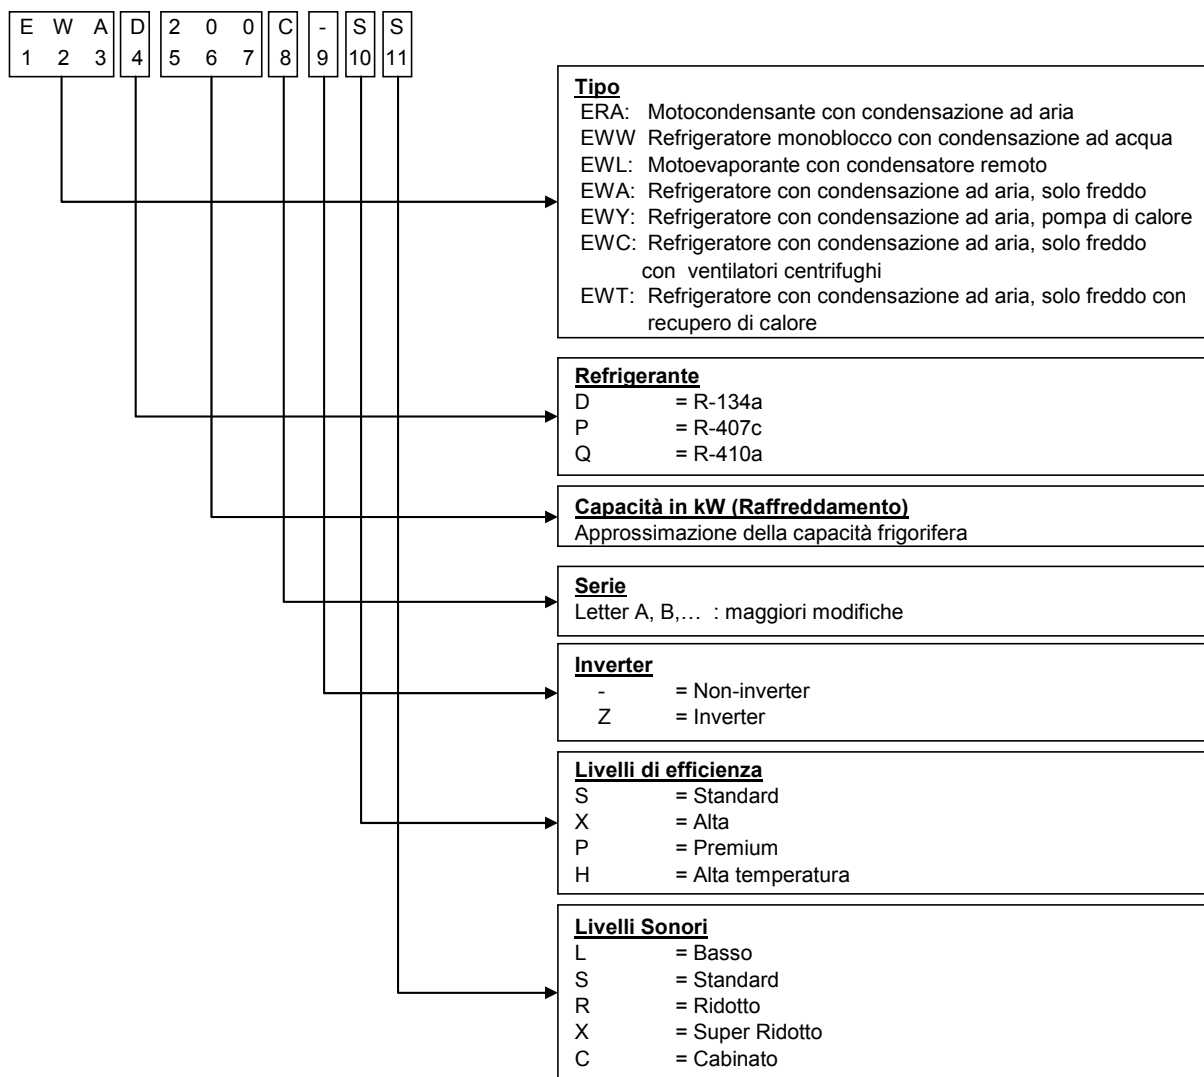 E W A D 2 0 0 C - S S
1 2 3 4 5 6 7 8 9 10 11
Tipo
ERA: Motocondensante con condensazione ad aria
EWW Refrigeratore monoblocco con condensazione ad acqua
EWL: Motoevaporante con condensatore remoto
EWA: Refrigeratore con condensazione ad aria, solo freddo
EWY: Refrigeratore con condensazione ad aria, pompa di calore
EWC: Refrigeratore con condensazione ad aria, solo freddo
con ventilatori centrifughi
EWT: Refrigeratore con condensazione ad aria, solo freddo con
recupero di calore
Refrigerante
D = R-134a
P = R-407c
Q = R-410a
Capacità in kW (Raffreddamento)
Approssimazione della capacità frigorifera
Serie
Letter A, B,… : maggiori modifiche
Inverter
- = Non-inverter
Z = Inverter
Livelli di efficienza
S = Standard
X = Alta
P = Premium
H = Alta temperatura
Livelli Sonori
L = Basso
S = Standard
R = Ridotto
X = Super Ridotto
C = Cabinato